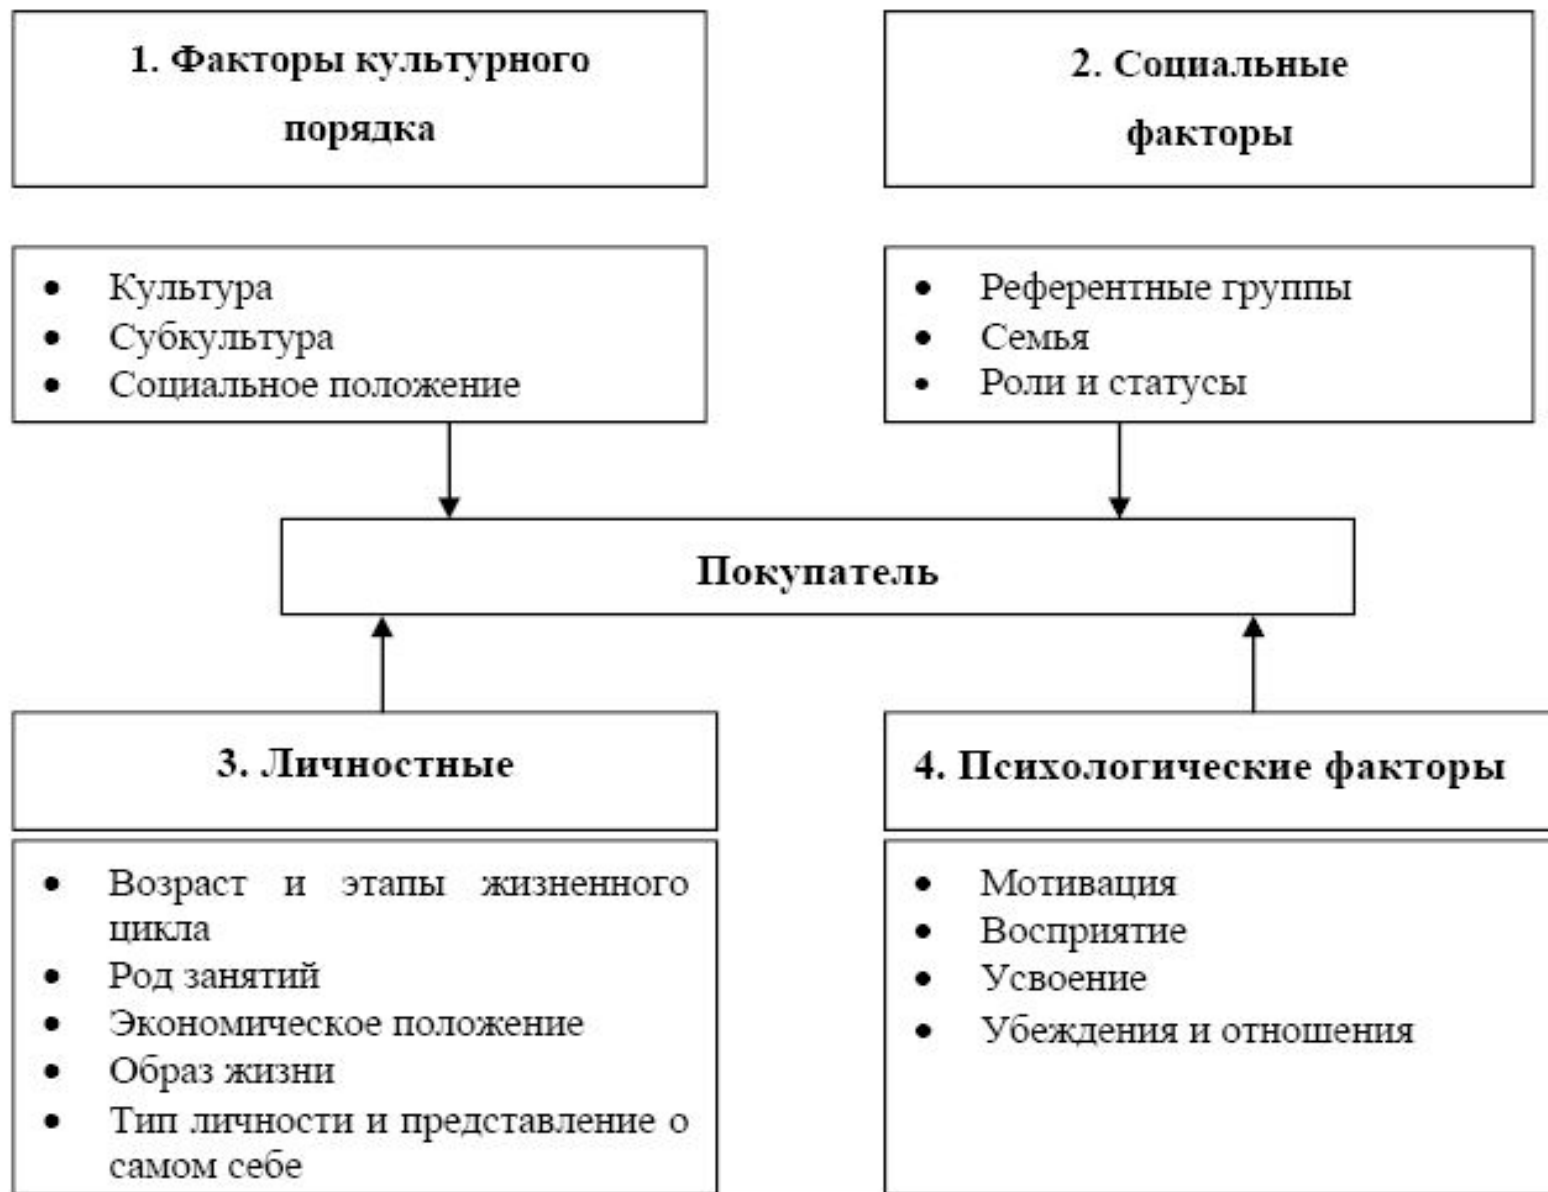 1. Факторы культурного
порядка
2. Социальные
факторы
• Культура
• Субкультура
• Социальное положение
• Референтные группы
• Семья
• Роли и статусы
Покупатель
3. Личностные
4. Психологические факторы
• Возраст и этапы жизненного
цикла
• Род занятий
• Экономическое положение
• Образ жизни
• Тип личности и представление о
самом себе
• Мотивация
• Восприятие
• Усвоение
• Убеждения и отношения